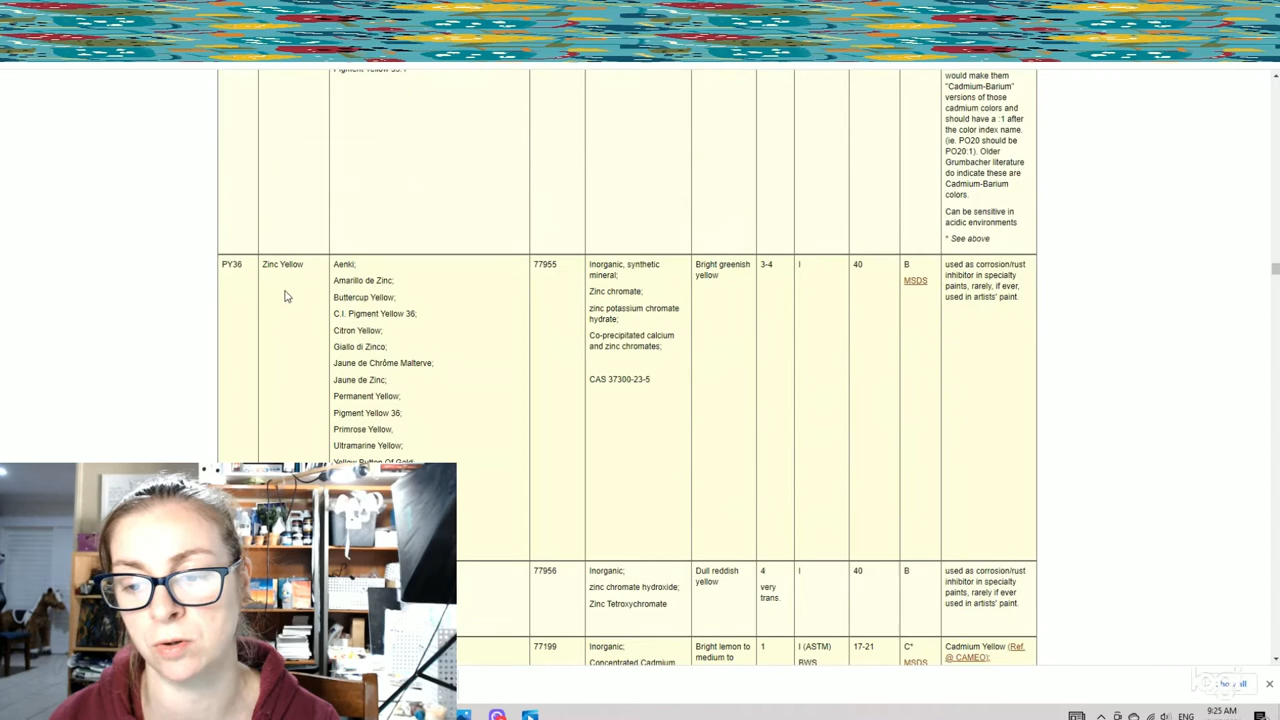 would make them
"Cadmium-Barium"
versions of those
cadmium colors and
should have a :1 after
the color index name.
(ie. PO20 should be
PO20:1). Older
Grumbacher literature
do indicate these are
Cadmium-Barium
colors.
Can be sensitive in
acidic environments
* See above
PY36
Zinc Yellow
Aenki;
Amarillo de Zinc;
Buttercup Yellow;
C.I. Pigment Yellow 36;
Citron Yellow;
Giallo di Zinco;
Jaune de Chrôme Malterve;
Jaune de Zinc;
Permanent Yellow;
Pigment Yellow 36;
Primrose Yellow,
Ultramarine Yellow;
Yellow Button Of Gold;
77955
Inorganic, synthetic
mineral;
Zinc chromate;
zinc potassium chromate
hydrate;
Co-precipitated calcium
and zinc chromates;
CAS 37300-23-5
Bright greenish
yellow
3-4
I
40
B
MSDS
used as corrosion/rust
inhibitor in specialty
paints, rarely, if ever,
used in artists' paint.
77956
Inorganic;
zinc chromate hydroxide;
Zinc Tetroxychromate
Dull reddish
yellow
4
very
trans.
I
40
B
used as corrosion/rust
inhibitor in specialty
paints, rarely if ever
used in artists' paint.
77199
Inorganic;
Concentrated Cadmium
Bright lemon to
medium to
1
I (ASTM)
BWS
17-21
C*
MSDS
Cadmium Yellow (Ref.
@ CAMEO);
ENG
9:25 AM